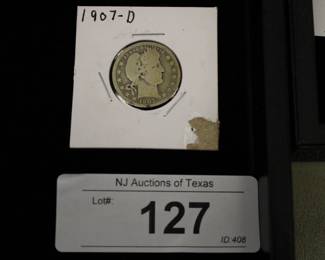 1907-D
NJ Auctions of Texas
Lot#:
127
ID:408